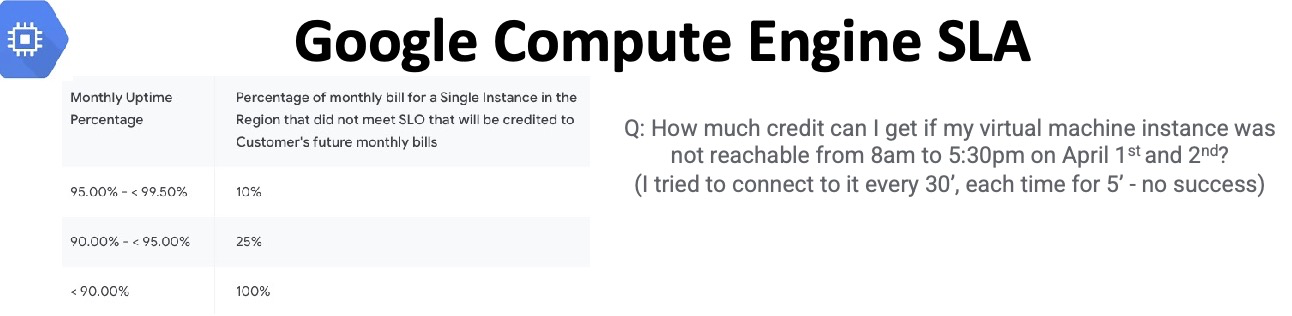 Google Compute Engine SLA
Monthly Uptime
Percentage
Percentage of monthly bill for a Single Instance in the
Region that did not meet SLO that will be credited to
Customer's future monthly bills
95.00% - < 99.50%
10%
90.00% - < 95.00%
25%
< 90.00%
100%
Q: How much credit can I get if my virtual machine instance was
not reachable from 8am to 5:30pm on April 1st and 2nd?
(I tried to connect to it every 30’, each time for 5’ - no success)